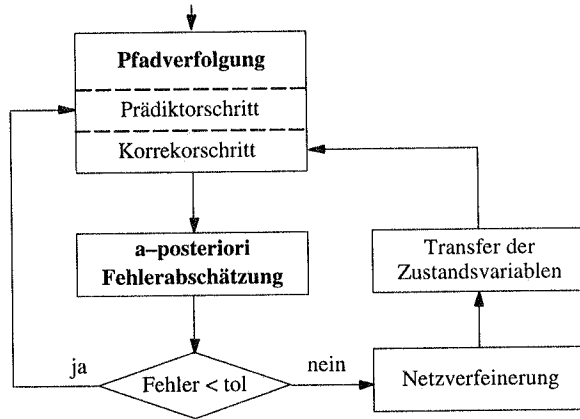 Pfadverfolgung
Prädiktorschritt
Korrekorschritt
a–posteriori
Fehlerabschätzung
Transfer der
Zustandsvariablen
ja
Fehler < tol
nein
Netzverfeinerung